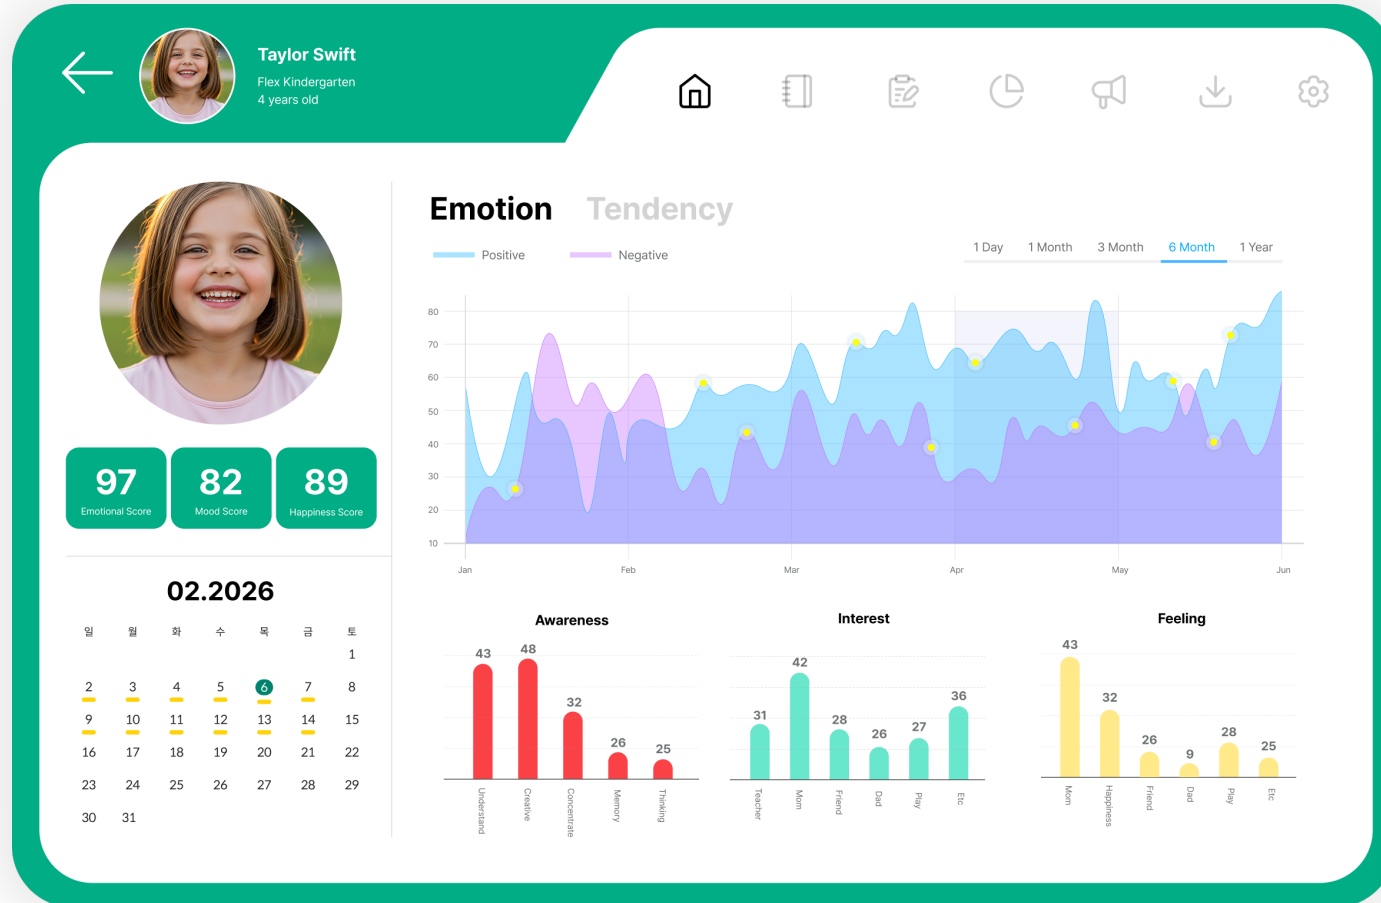 Taylor Swift
Flex Kindergarten
4 years old
Emotion Tendency
Positive Negative
1 Day 1 Month 3 Month 6 Month 1 Year
80
70
60
50
40
30
20
10
Jan Feb Mar Apr May Jun
97 82 89
Emotional Score Mood Score Happiness Score
02.2026
일 월 화 수 목 금 토
1
2 3 4 5 6 7 8
9 10 11 12 13 14 15
16 17 18 19 20 21 22
23 24 25 26 27 28 29
30 31
Awareness
43 48 32 26 25
Understand Creative Concentrate Memory Thinking
Interest
31 42 28 26 27 36
Teacher Mom Friend Dad Play Etc
Feeling
43 32 26 9 28 25
Mom Happiness Friend Dad Play Etc